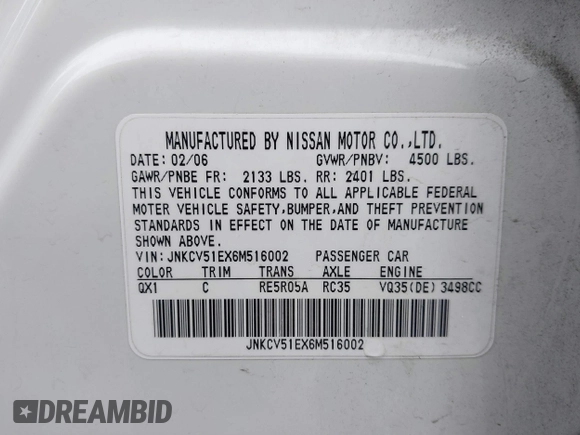 MANUFACTURED BY NISSAN MOTOR CO.,LTD.
DATE: 02/06 GVWR/PNBV: 4500 LBS.
GAWR/PNBE FR: 2133 LBS. RR: 2401 LBS.
THIS VEHICLE CONFORMS TO ALL APPLICABLE FEDERAL
MOTOR VEHICLE SAFETY,BUMPER,AND THEFT PREVENTION
STANDARDS IN EFFECT ON THE DATE OF MANUFACTURE
SHOWN ABOVE.
VIN: JNKCV51EX6M516002 PASSENGER CAR
COLOR TRIM TRANS AXLE ENGINE
QX1 C RE5R05A RC35 VQ35(DE) 3498CC
JNKCV51EX6M516002
DREAMBID